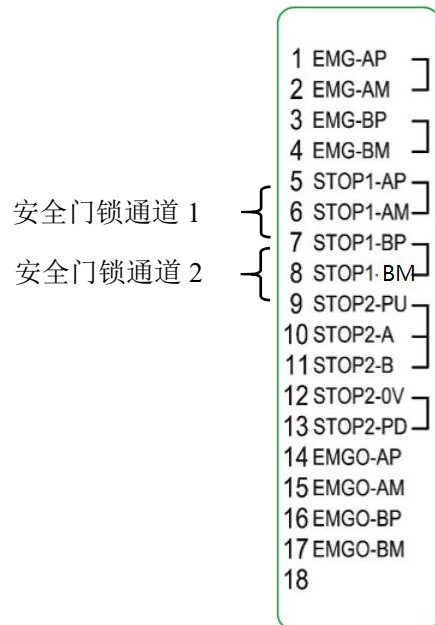 1 EMG-AP
2 EMG-AM
3 EMG-BP
4 EMG-BM
5 STOP1-AP
安全门锁通道 1
6 STOP1-AM
7 STOP1-BP
安全门锁通道 2
8 STOP1·BM
9 STOP2-PU
10 STOP2-A
11 STOP2-B
12 STOP2-0V
13 STOP2-PD
14 EMGO-AP
15 EMGO-AM
16 EMGO-BP
17 EMGO-BM
18